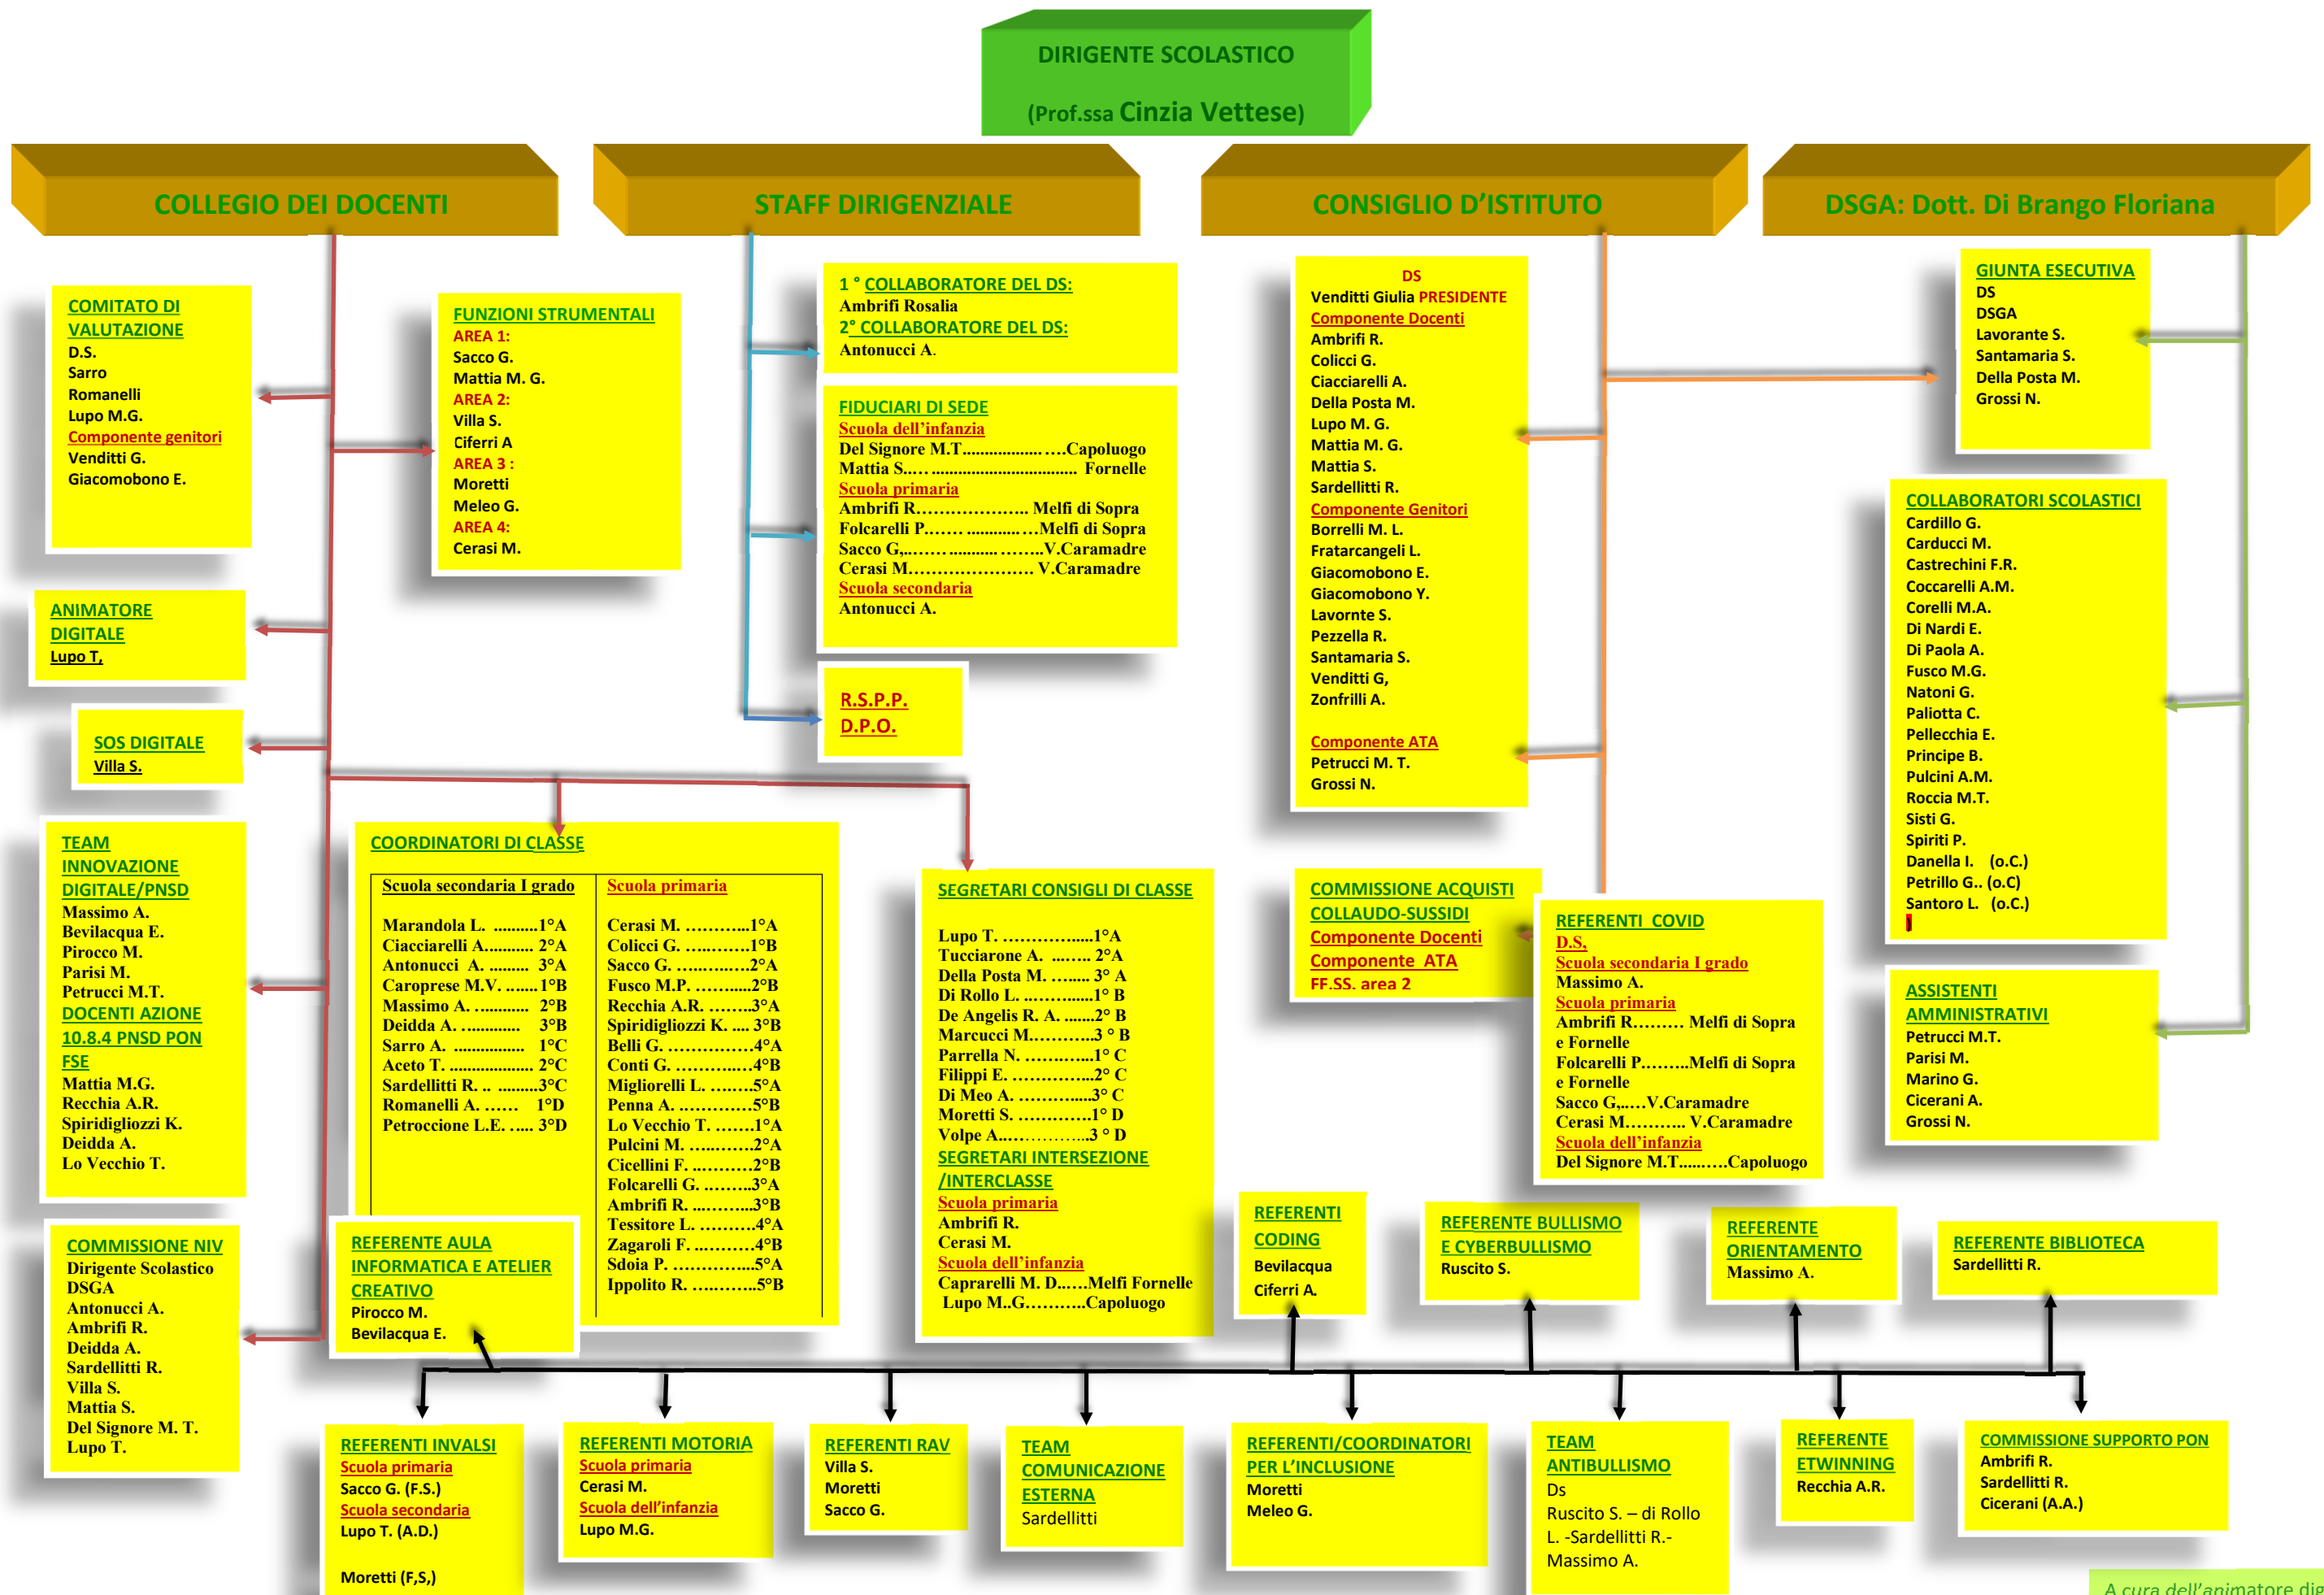 DIRIGENTE SCOLASTICO
(Prof.ssa Cinzia Vettese)
COLLEGIO DEI DOCENTI
STAFF DIRIGENZIALE
CONSIGLIO D'ISTITUTO
DSGA: Dott. Di Brango Floriana
COMITATO DI
VALUTAZIONE
D.S.
Sarro
Romanelli
Lupo M.G.
Componente genitori
Venditti G.
Giacomobono E.
FUNZIONI STRUMENTALI
AREA 1:
Sacco G.
Mattia M. G.
AREA 2:
Villa S.
Ciferri A
AREA 3 :
Moretti
Meleo G.
AREA 4:
Cerasi M.
1 ° COLLABORATORE DEL DS:
Ambrifi Rosalia
2° COLLABORATORE DEL DS:
Antonucci A.
FIDUCIARI DI SEDE
Scuola dell'infanzia
Del Signore M.T......................Capoluogo
Mattia S..................................... Fornelle
Scuola primaria
Ambrifi R................... Melfi di Sopra
Folcarelli P...... ...............Melfi di Sopra
Sacco G,........ ........... ........V.Caramadre
Cerasi M....................... V.Caramadre
Scuola secondaria
Antonucci A.
R.S.P.P.
D.P.O.
DS
Venditti Giulia PRESIDENTE
Componente Docenti
Ambrifi R.
Colicci G.
Ciacciarelli A.
Della Posta M.
Lupo M. G.
Mattia M. G.
Mattia S.
Sardellitti R.
Componente Genitori
Borrelli M. L.
Fratarcangeli L.
Giacomobono E.
Giacomobono Y.
Lavornte S.
Pezzella R.
Santamaria S.
Venditti G,
Zonfrilli A.
Componente ATA
Petrucci M. T.
Grossi N.
GIUNTA ESECUTIVA
DS
DSGA
Lavorante S.
Santamaria S.
Della Posta M.
Grossi N.
COLLABORATORI SCOLASTICI
Cardillo G.
Carducci M.
Castrechini F.R.
Coccarelli A.M.
Corelli M.A.
Di Nardi E.
Di Paola A.
Fusco M.G.
Natoni G.
Paliotta C.
Pellecchia E.
Principe B.
Pulcini A.M.
Roccia M.T.
Sisti G.
Spiriti P.
Danella I. (o.C.)
Petrillo G.. (o.C)
Santoro L. (o.C.)
)
ANIMATORE
DIGITALE
Lupo T,
SOS DIGITALE
Villa S.
TEAM
INNOVAZIONE
DIGITALE/PNSD
Massimo A.
Bevilacqua E.
Pirocco M.
Parisi M.
Petrucci M.T.
DOCENTI AZIONE
10.8.4 PNSD PON
FSE
Mattia M.G.
Recchia A.R.
Spiridigliozzi K.
Deidda A.
Lo Vecchio T.
COORDINATORI DI CLASSE
Scuola secondaria I grado
Marandola L. ..........1°A
Ciacciarelli A........... 2°A
Antonucci A. ......... 3°A
Caroprese M.V. .......1°B
Massimo A. ............ 2°B
Deidda A. ............. 3°B
Sarro A. ................ 1°C
Aceto T. ................... 2°C
Sardellitti R. .. .........3°C
Romanelli A. ...... 1°D
Petroccione L.E. ..... 3°D
Scuola primaria
Cerasi M. ...........1°A
Colicci G. ...........1°B
Sacco G. ............2°A
Fusco M.P. ..........2°B
Recchia A.R. ........3°A
Spiridigliozzi K. .... 3°B
Belli G. ...............4°A
Conti G. ..............4°B
Migliorelli L. ........5°A
Penna A. .............5°B
Lo Vecchio T. .......1°A
Pulcini M. ............2°A
Cicellini F. ...........2°B
Folcarelli G. .........3°A
Ambrifi R. ............3°B
Tessitore L. ..........4°A
Zagaroli F. ...........4°B
Sdoia P. ..............5°A
Ippolito R. ...........5°B
SEGRETARI CONSIGLI DI CLASSE
Lupo T. ................1°A
Tucciarone A. ........ 2°A
Della Posta M. ....... 3° A
Di Rollo L. .............1° B
De Angelis R. A. .......2° B
Marcucci M............3 ° B
Parrella N. ............1° C
Filippi E. ...............2° C
Di Meo A. .............3° C
Moretti S. .............1° D
Volpe A.................3 ° D
SEGRETARI INTERSEZIONE
/INTERCLASSE
Scuola primaria
Ambrifi R.
Cerasi M.
Scuola dell'infanzia
Caprarelli M. D......Melfi Fornelle
Lupo M..G..........Capoluogo
COMMISSIONE ACQUISTI
COLLAUDO-SUSSIDI
Componente Docenti
Componente ATA
FF.SS. area 2
REFERENTI COVID
D.S,
Scuola secondaria I grado
Massimo A.
Scuola primaria
Ambrifi R......... Melfi di Sopra
e Fornelle
Folcarelli P........Melfi di Sopra
e Fornelle
Sacco G,.....V.Caramadre
Cerasi M........... V.Caramadre
Scuola dell'infanzia
Del Signore M.T..........Capoluogo
ASSISTENTI
AMMINISTRATIVI
Petrucci M.T.
Parisi M.
Marino G.
Cicerani A.
Grossi N.
COMMISSIONE NIV
Dirigente Scolastico
DSGA
Antonucci A.
Ambrifi R.
Deidda A.
Sardellitti R.
Villa S.
Mattia S.
Del Signore M. T.
Lupo T.
REFERENTE AULA
INFORMATICA E ATELIER
CREATIVO
Pirocco M.
Bevilacqua E.
REFERENTI
CODING
Bevilacqua
Ciferri A.
REFERENTE BULLISMO
E CYBERBULLISMO
Ruscito S.
REFERENTE
ORIENTAMENTO
Massimo A.
REFERENTE BIBLIOTECA
Sardellitti R.
REFERENTI INVALSI
Scuola primaria
Sacco G. (F.S.)
Scuola secondaria
Lupo T. (A.D.)
Moretti (F,S,)
REFERENTI MOTORIA
Scuola primaria
Cerasi M.
Scuola dell'infanzia
Lupo M.G.
REFERENTI RAV
Villa S.
Moretti
Sacco G.
TEAM
COMUNICAZIONE
ESTERNA
Sardellitti
REFERENTI/COORDINATORI
PER L'INCLUSIONE
Moretti
Meleo G.
TEAM
ANTIBULLISMO
Ds
Ruscito S. – di Rollo
L. -Sardellitti R.-
Massimo A.
REFERENTE
ETWINNING
Recchia A.R.
COMMISSIONE SUPPORTO PON
Ambrifi R.
Sardellitti R.
Cicerani (A.A.)
A cura dell'animatore dig